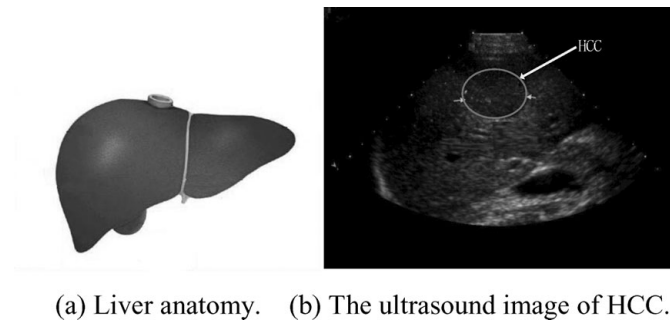 HCC
(a) Liver anatomy. (b) The ultrasound image of HCC.